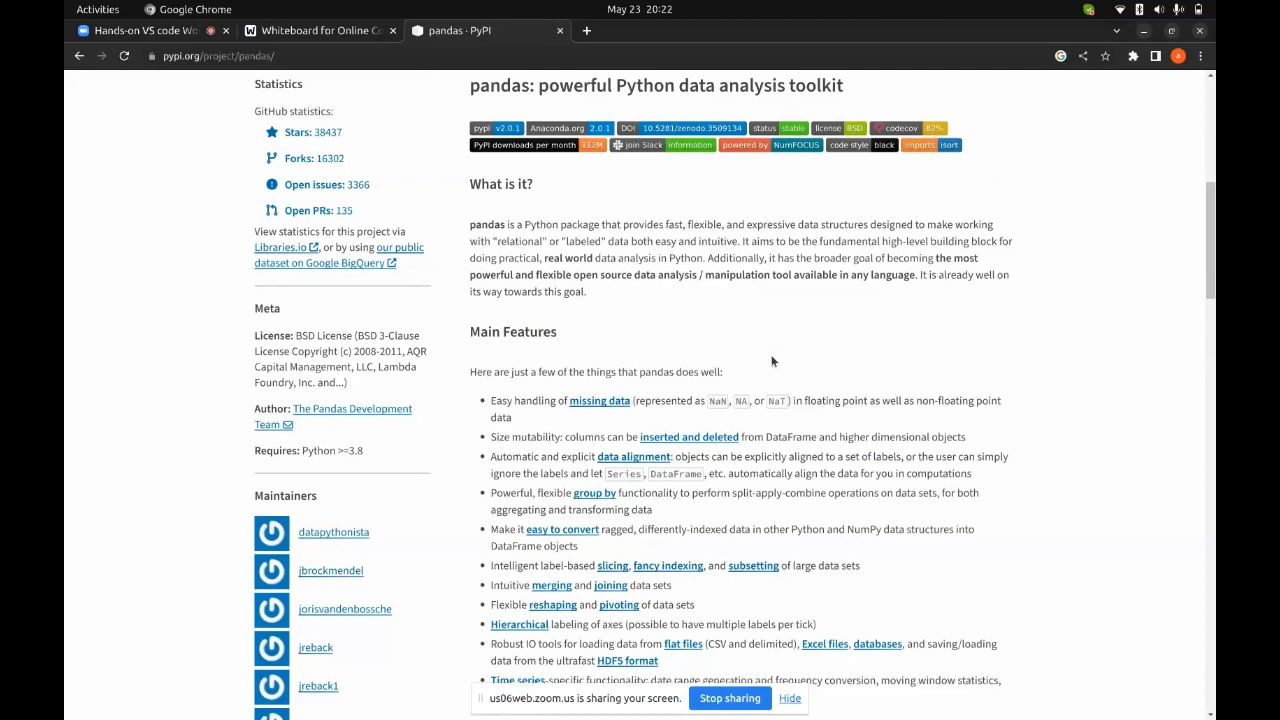 Activities
Google Chrome
May 23 20:22
Hands-on VS code Wo
Whiteboard for Online Co
pandas · PyPI
pypi.org/project/pandas/
a
Statistics
GitHub statistics:
Stars: 38437
Forks: 16302
Open issues: 3366
Open PRs: 135
View statistics for this project via
Libraries.io, or by using our public
dataset on Google BigQuery
Meta
License: BSD License (BSD 3-Clause
License Copyright (c) 2008-2011, AQR
Capital Management, LLC, Lambda
Foundry, Inc. and...)
Author: The Pandas Development
Team
Requires: Python >=3.8
Maintainers
datapythonista
jbrockmendel
jorisvandenbossche
jreback
jreback1
pandas: powerful Python data analysis toolkit
pypi v2.0.1 Anaconda.org 2.0.1 DOI 10.5281/zenodo.3509134 status stable license BSD codecov 82%
PyPI downloads per month 112M join Slack information powered by NumFOCUS code style black imports isort
What is it?
pandas is a Python package that provides fast, flexible, and expressive data structures designed to make working
with "relational" or "labeled" data both easy and intuitive. It aims to be the fundamental high-level building block for
doing practical, real world data analysis in Python. Additionally, it has the broader goal of becoming the most
powerful and flexible open source data analysis / manipulation tool available in any language. It is already well on
its way towards this goal.
Main Features
Here are just a few of the things that pandas does well:
• Easy handling of missing data (represented as NaN, NA, or NaT) in floating point as well as non-floating point
data
• Size mutability: columns can be inserted and deleted from DataFrame and higher dimensional objects
• Automatic and explicit data alignment: objects can be explicitly aligned to a set of labels, or the user can simply
ignore the labels and let Series, DataFrame, etc. automatically align the data for you in computations
• Powerful, flexible group by functionality to perform split-apply-combine operations on data sets, for both
aggregating and transforming data
• Make it easy to convert ragged, differently-indexed data in other Python and NumPy data structures into
DataFrame objects
• Intelligent label-based slicing, fancy indexing, and subsetting of large data sets
• Intuitive merging and joining data sets
• Flexible reshaping and pivoting of data sets
• Hierarchical labeling of axes (possible to have multiple labels per tick)
• Robust IO tools for loading data from flat files (CSV and delimited), Excel files, databases, and saving/loading
data from the ultrafast HDF5 format
• Time series-specific functionality: date range generation and frequency conversion, moving window statistics,
us06web.zoom.us is sharing your screen.
Stop sharing
Hide